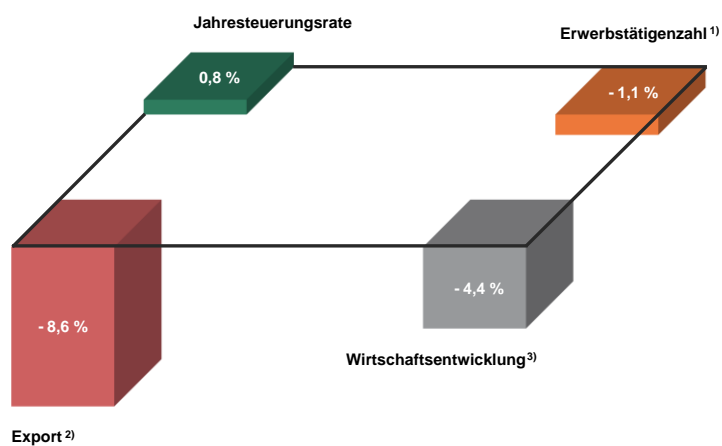 Jahresteuerungsrate
Erwerbstätigenzahl 1)
0,8 %
- 1,1 %
- 8,6 %
- 4,4 %
Wirtschaftsentwicklung 3)
Export 2)